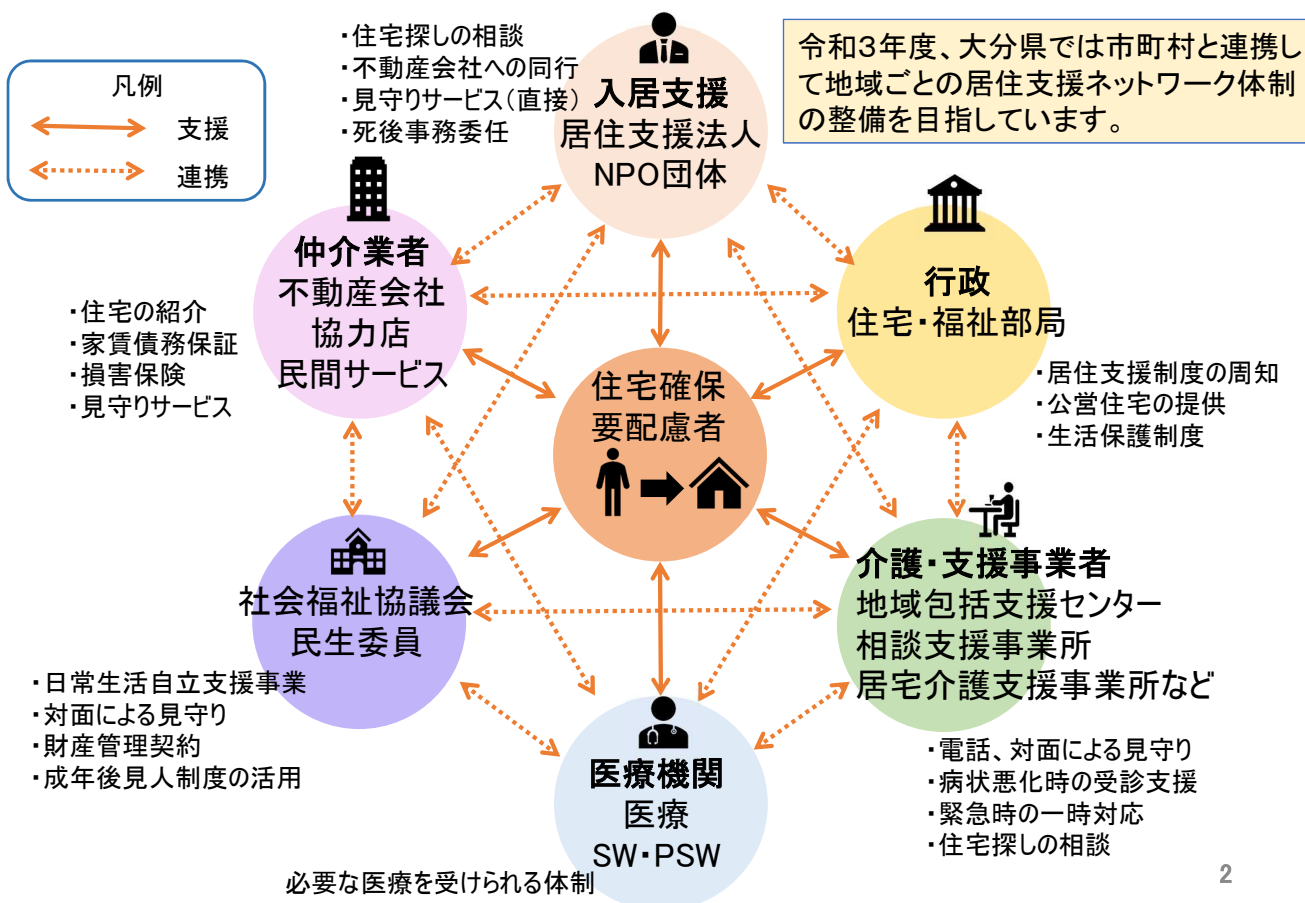 凡例
支援
連携
・住宅探しの相談
・不動産会社への同行
・見守りサービス(直接)
・死後事務委任
入居支援
居住支援法人
NPO団体
令和3年度、大分県では市町村と連携し
て地域ごとの居住支援ネットワーク体制
の整備を目指しています。
仲介業者
不動産会社
協力店
民間サービス
・住宅の紹介
・家賃債務保証
・損害保険
・見守りサービス
行政
住宅・福祉部局
・居住支援制度の周知
・公営住宅の提供
・生活保護制度
住宅確保
要配慮者
社会福祉協議会
民生委員
・日常生活自立支援事業
・対面による見守り
・財産管理契約
・成年後見人制度の活用
介護・支援事業者
地域包括支援センター
相談支援事業所
居宅介護支援事業所など
・電話、対面による見守り
・病状悪化時の受診支援
・緊急時の一時対応
・住宅探しの相談
医療機関
医療
SW・PSW
必要な医療を受けられる体制
2